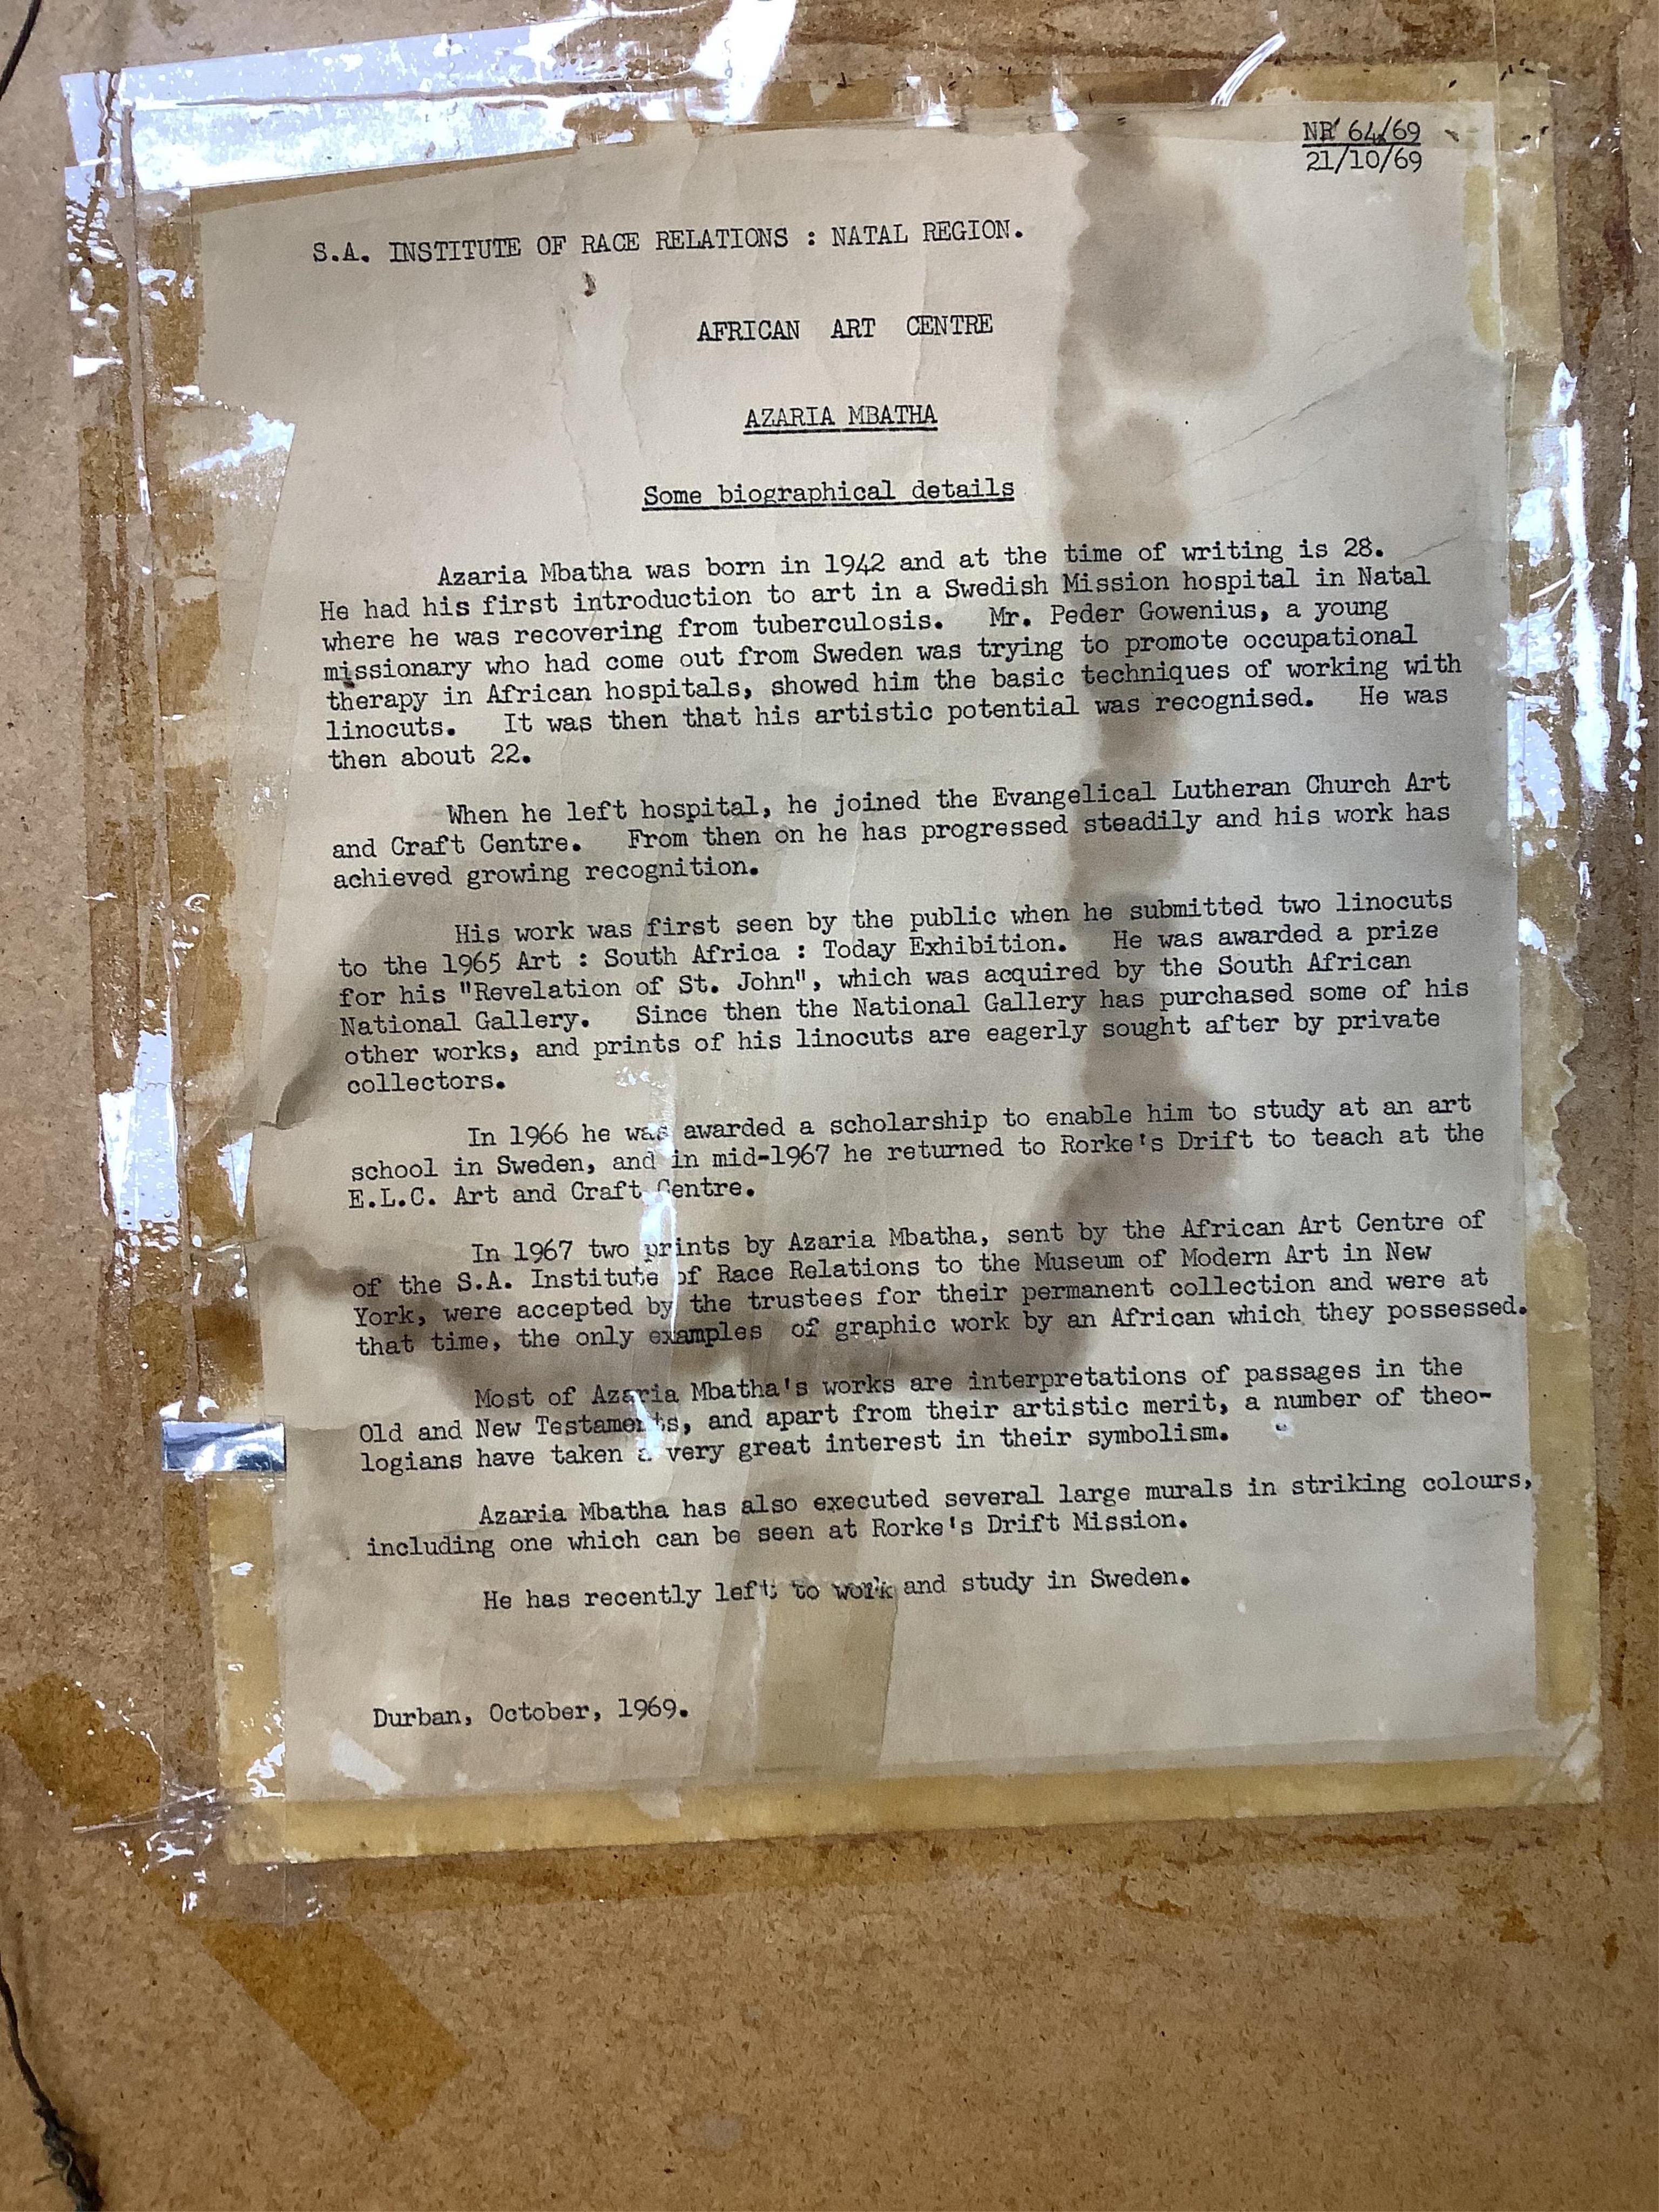 NR 64/69
21/10/69
S.A. INSTITUTE OF RACE RELATIONS : NATAL REGION.
AFRICAN ART CENTRE
AZARIA MBATHA
Some biographical details
Azaria Mbatha was born in 1942 and at the time of writing is 28.
He had his first introduction to art in a Swedish Mission hospital in Natal
where he was recovering from tuberculosis. Mr. Peder Gowenius, a young
missionary who had come out from Sweden was trying to promote occupational
therapy in African hospitals, showed him the basic techniques of working with
linocuts. It was then that his artistic potential was recognised. He was
then about 22.
When he left hospital, he joined the Evangelical Lutheran Church Art
and Craft Centre. From then on he has progressed steadily and his work has
achieved growing recognition.
His work was first seen by the public when he submitted two linocuts
to the 1965 Art : South Africa : Today Exhibition. He was awarded a prize
for his "Revelation of St. John", which was acquired by the South African
National Gallery. Since then the National Gallery has purchased some of his
other works, and prints of his linocuts are eagerly sought after by private
collectors.
In 1966 he was awarded a scholarship to enable him to study at an art
school in Sweden, and in mid-1967 he returned to Rorke's Drift to teach at the
E.L.C. Art and Craft Centre.
In 1967 two prints by Azaria Mbatha, sent by the African Art Centre of
of the S.A. Institute of Race Relations to the Museum of Modern Art in New
York, were accepted by the trustees for their permanent collection and were at
that time, the only examples of graphic work by an African which they possessed.
Most of Azaria Mbatha's works are interpretations of passages in the
Old and New Testaments, and apart from their artistic merit, a number of theo-
logians have taken a very great interest in their symbolism.
Azaria Mbatha has also executed several large murals in striking colours,
including one which can be seen at Rorke's Drift Mission.
He has recently left to work and study in Sweden.
Durban, October, 1969.